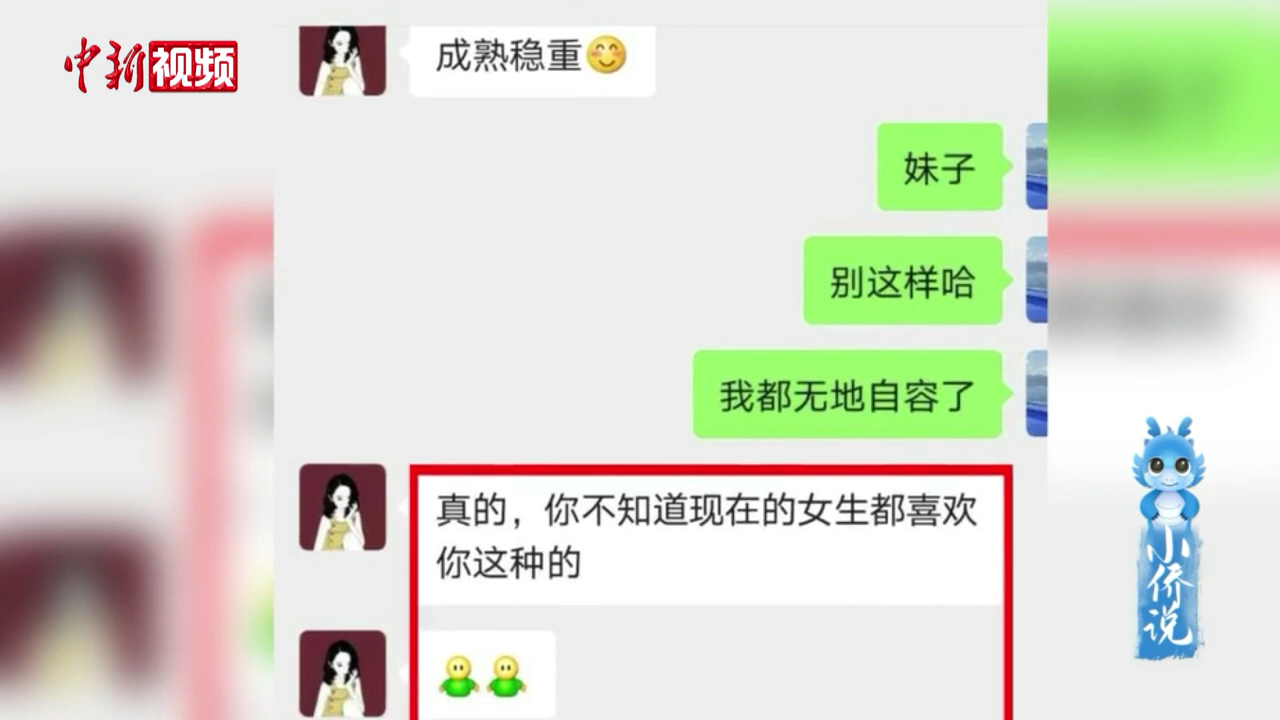 中新视频
成熟稳重😊
妹子
别这样哈
我都无地自容了
真的，你不知道现在的女生都喜欢
你这种的
小侨说